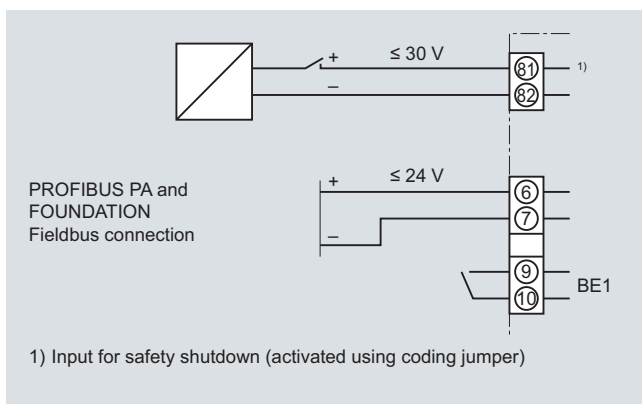 + ≤ 30 V
81 1)
– 82
PROFIBUS PA and
FOUNDATION
Fieldbus connection
+ ≤ 24 V 6
7
–
9
BE1
10
1) Input for safety shutdown (activated using coding jumper)